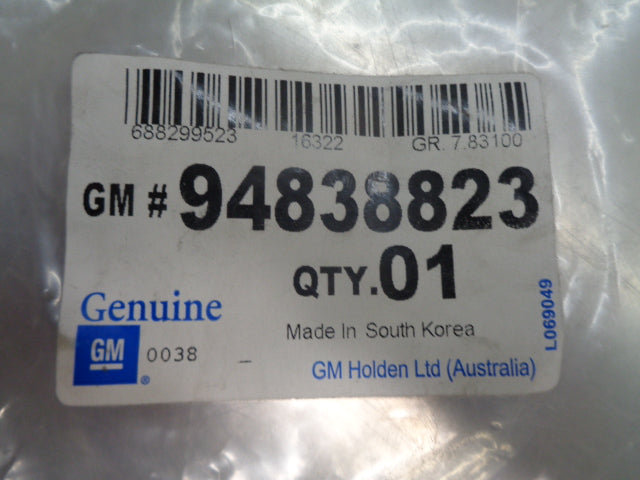 688299523 16322 GR. 7.83100
GM # 94838823
QTY. 01
Genuine
GM ® 0038 _
Made In South Korea
GM Holden Ltd (Australia)
L069049